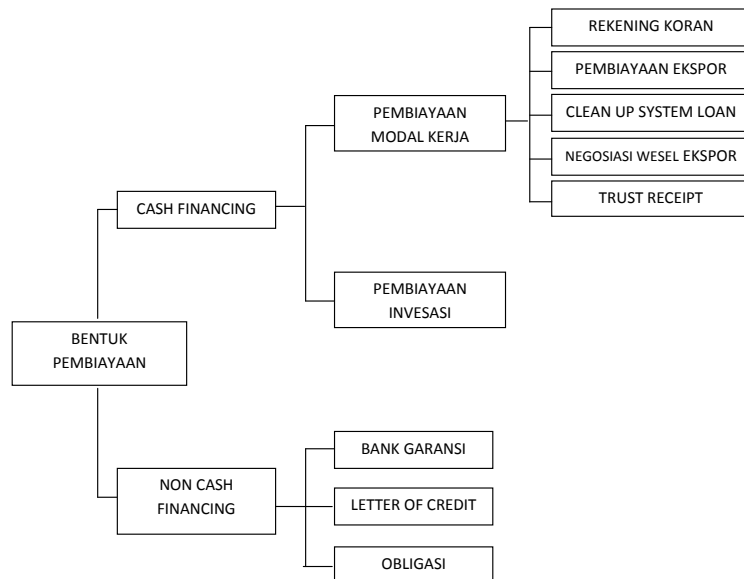 REKENING KORAN
PEMBIAYAAN EKSPOR
CLEAN UP SYSTEM LOAN
NEGOSIASI WESEL EKSPOR
TRUST RECEIPT
PEMBIAYAAN
MODAL KERJA
CASH FINANCING
PEMBIAYAAN
INVESASI
BENTUK
PEMBIAYAAN
BANK GARANSI
NON CASH
FINANCING
LETTER OF CREDIT
OBLIGASI